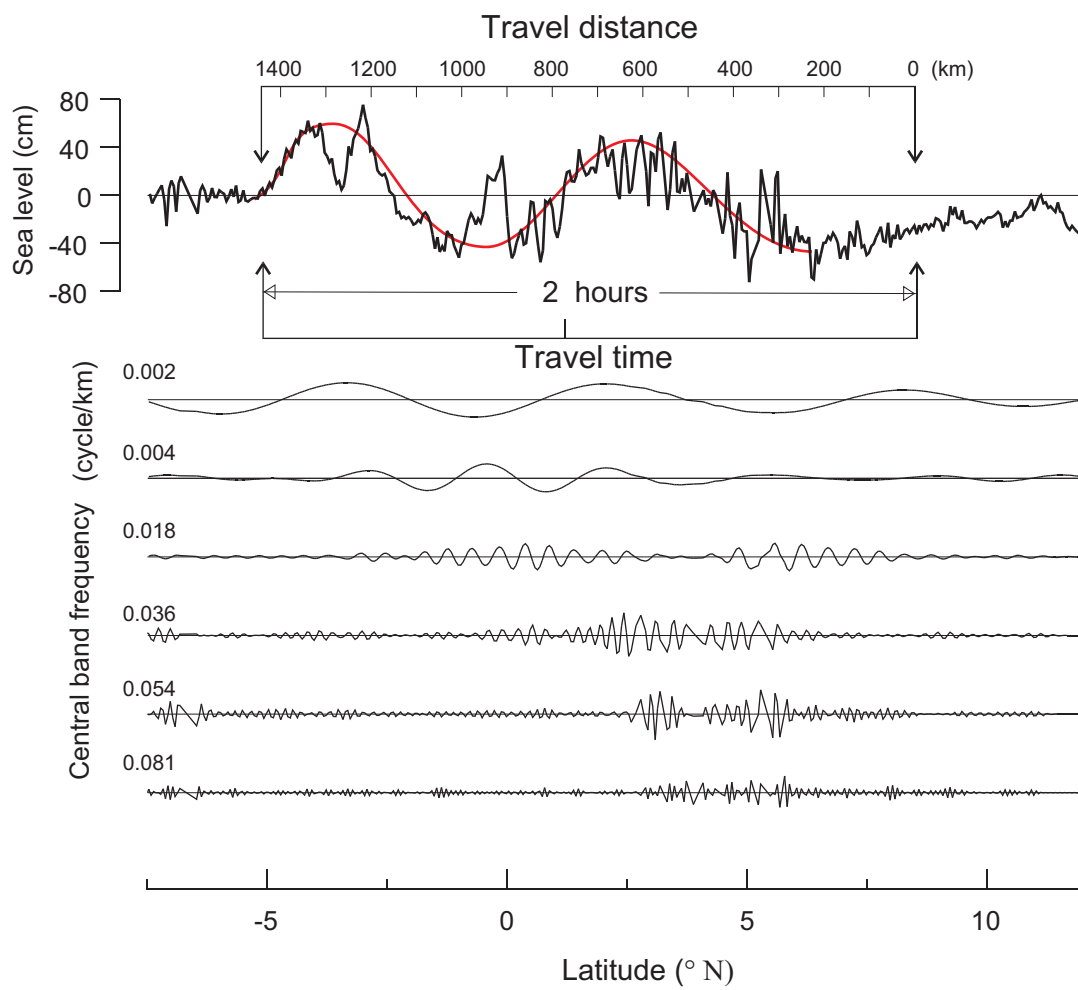 Travel distance
1400 1200 1000 800 600 400 200 0 (km)
Sea level (cm)
80
40
0
-40
-80
2 hours
Travel time
Central band frequency (cycle/km)
0.002
0.004
0.018
0.036
0.054
0.081
-5 0 5 10
Latitude (° N)